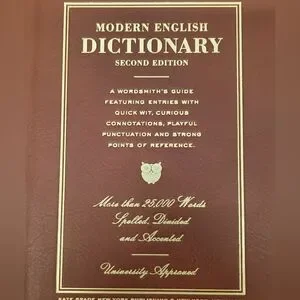 MODERN ENGLISH
DICTIONARY
SECOND EDITION
A WORDSMITH'S GUIDE
FEATURING ENTRIES WITH
QUICK WIT, CURIOUS
CONNOTATIONS, PLAYFUL
PUNCTUATION AND STRONG
POINTS OF REFERENCE.
More than 25,000 Words
Spelled, Divided
and Accented.
University Approved